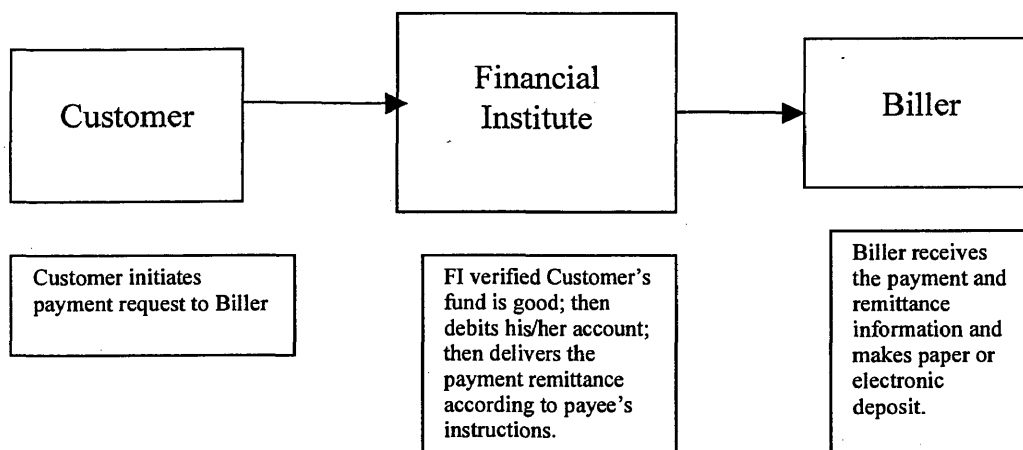 Customer
Financial
Institute
Biller
Customer initiates
payment request to Biller
FI verified Customer's
fund is good; then
debits his/her account;
then delivers the
payment remittance
according to payee's
instructions.
Biller receives
the payment and
remittance
information and
makes paper or
electronic
deposit.